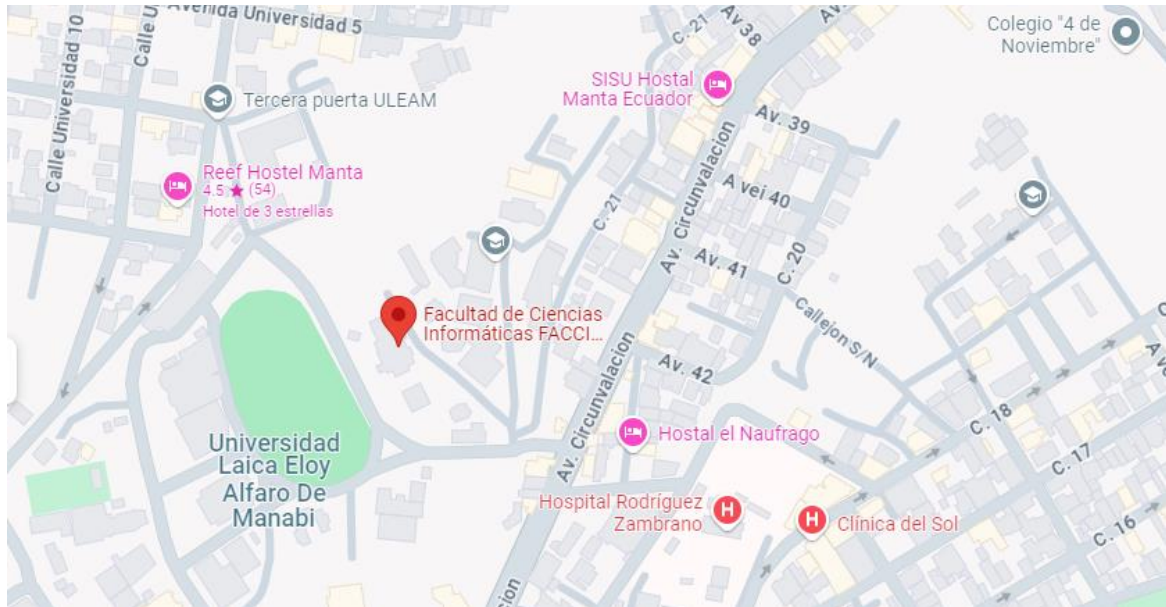 Avenida Universidad 5
Calle Universidad 10
Calle U
C. 21
Av. 38
Av.
Colegio "4 de
Noviembre"
SISU Hostal
Manta Ecuador
Tercera puerta ULEAM
Av. 39
Reef Hostel Manta
4.5 ★ (54)
Hotel de 3 estrellas
A vei 40
C. 21
Av. Circunvalacion
Av. 41
C. 20
Callejon S/N
Facultad de Ciencias
Informáticas FACCI...
Av. 42
Av. Circunvalacion
Hostal el Naufrago
C. 18
C. 17
Universidad
Laica Eloy
Alfaro De
Manabi
Hospital Rodríguez
Zambrano
H
H
Clínica del Sol
C. 16